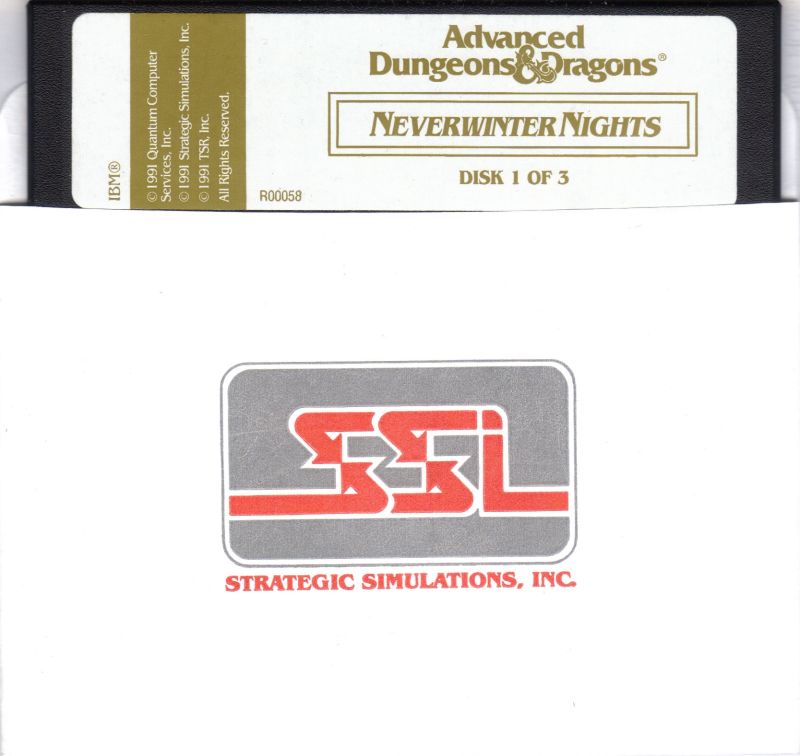 Advanced
Dungeons & Dragons®
NEVERWINTER NIGHTS
DISK 1 OF 3
IBM®
© 1991 Quantum Computer
Services, Inc.
© 1991 Strategic Simulations, Inc.
© 1991 TSR, Inc.
All Rights Reserved.
R00058
SSI
STRATEGIC SIMULATIONS, INC.